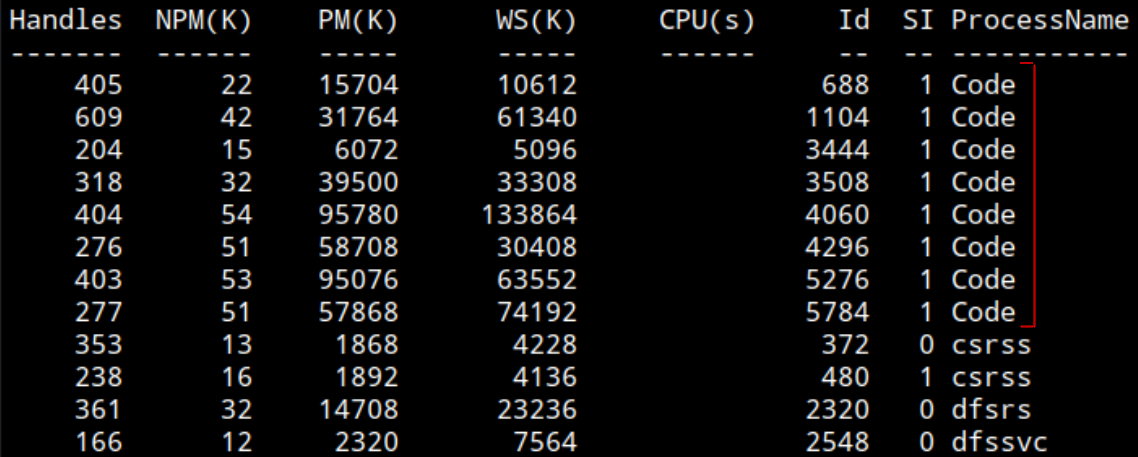 Handles NPM(K) PM(K) WS(K) CPU(s) Id SI ProcessName
------- ------ ----- ----- ------ -- -- -----------
405 22 15704 10612 688 1 Code
609 42 31764 61340 1104 1 Code
204 15 6072 5096 3444 1 Code
318 32 39500 33308 3508 1 Code
404 54 95780 133864 4060 1 Code
276 51 58708 30408 4296 1 Code
403 53 95076 63552 5276 1 Code
277 51 57868 74192 5784 1 Code
353 13 1868 4228 372 0 csrss
238 16 1892 4136 480 1 csrss
361 32 14708 23236 2320 0 dfsrs
166 12 2320 7564 2548 0 dfssvc